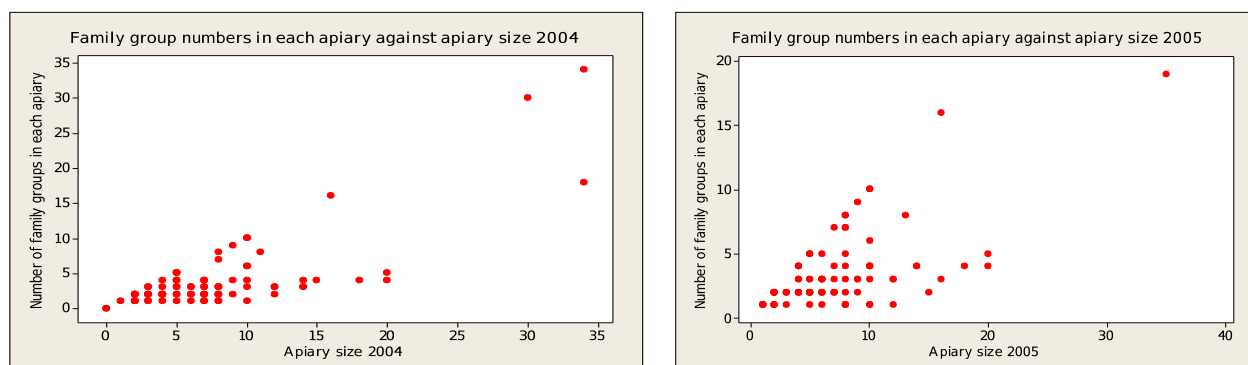 Family group numbers in each apiary against apiary size 2004
Number of family groups in each apiary
35
30
25
20
15
10
5
0
0 5 10 15 20 25 30 35
Apiary size 2004
Family group numbers in each apiary against apiary size 2005
Number of family groups in each apiary
20
15
10
5
0
0 10 20 30 40
Apiary size 2005